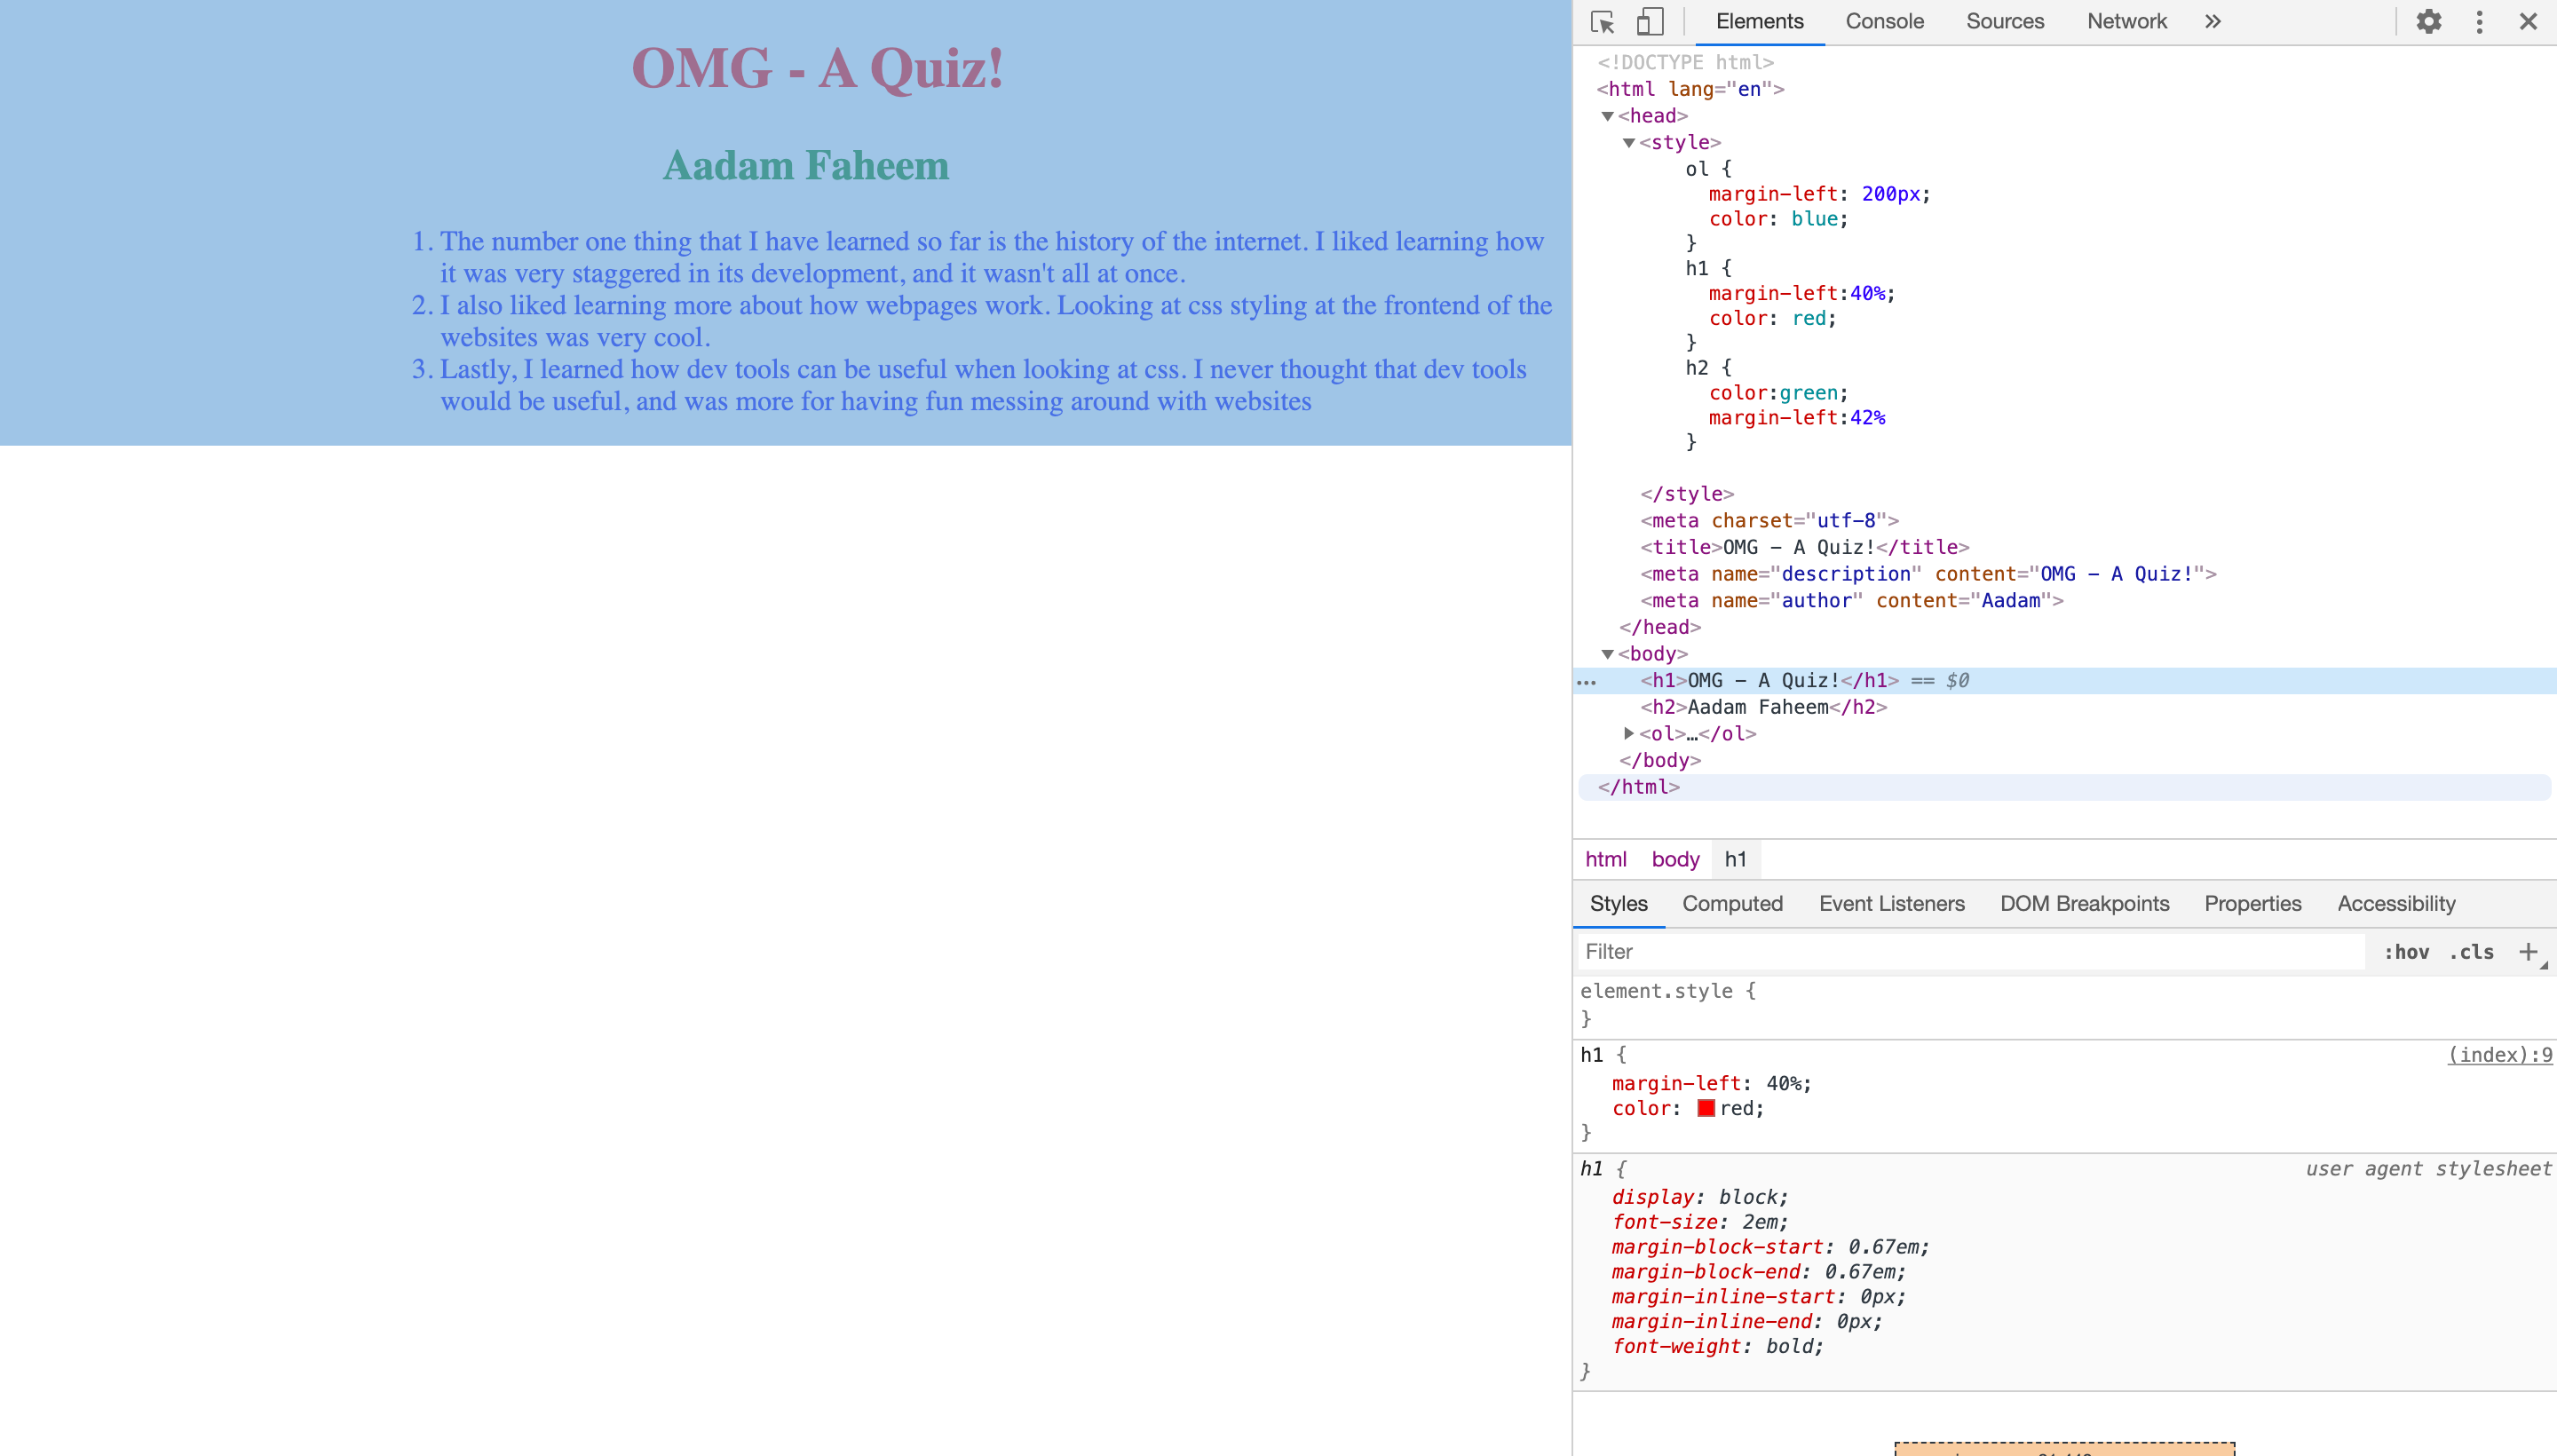 OMG - A Quiz!
Aadam Faheem
1. The number one thing that I have learned so far is the history of the internet. I liked learning how
it was very staggered in its development, and it wasn't all at once.
2. I also liked learning more about how webpages work. Looking at css styling at the frontend of the
websites was very cool.
3. Lastly, I learned how dev tools can be useful when looking at css. I never thought that dev tools
would be useful, and was more for having fun messing around with websites
Elements Console Sources Network »
<!DOCTYPE html>
<html lang="en">
<head>
<style>
ol {
margin-left: 200px;
color: blue;
}
h1 {
margin-left:40%;
color: red;
}
h2 {
color:green;
margin-left:42%
}
</style>
<meta charset="utf-8">
<title>OMG - A Quiz!</title>
<meta name="description" content="OMG - A Quiz!">
<meta name="author" content="Aadam">
</head>
<body>
… <h1>OMG - A Quiz!</h1> == $0
<h2>Aadam Faheem</h2>
<ol>…</ol>
</body>
</html>
html body h1
Styles Computed Event Listeners DOM Breakpoints Properties Accessibility
Filter :hov .cls +
element.style {
}
h1 { (index):9
margin-left: 40%;
color: red;
}
h1 { user agent stylesheet
display: block;
font-size: 2em;
margin-block-start: 0.67em;
margin-block-end: 0.67em;
margin-inline-start: 0px;
margin-inline-end: 0px;
font-weight: bold;
}